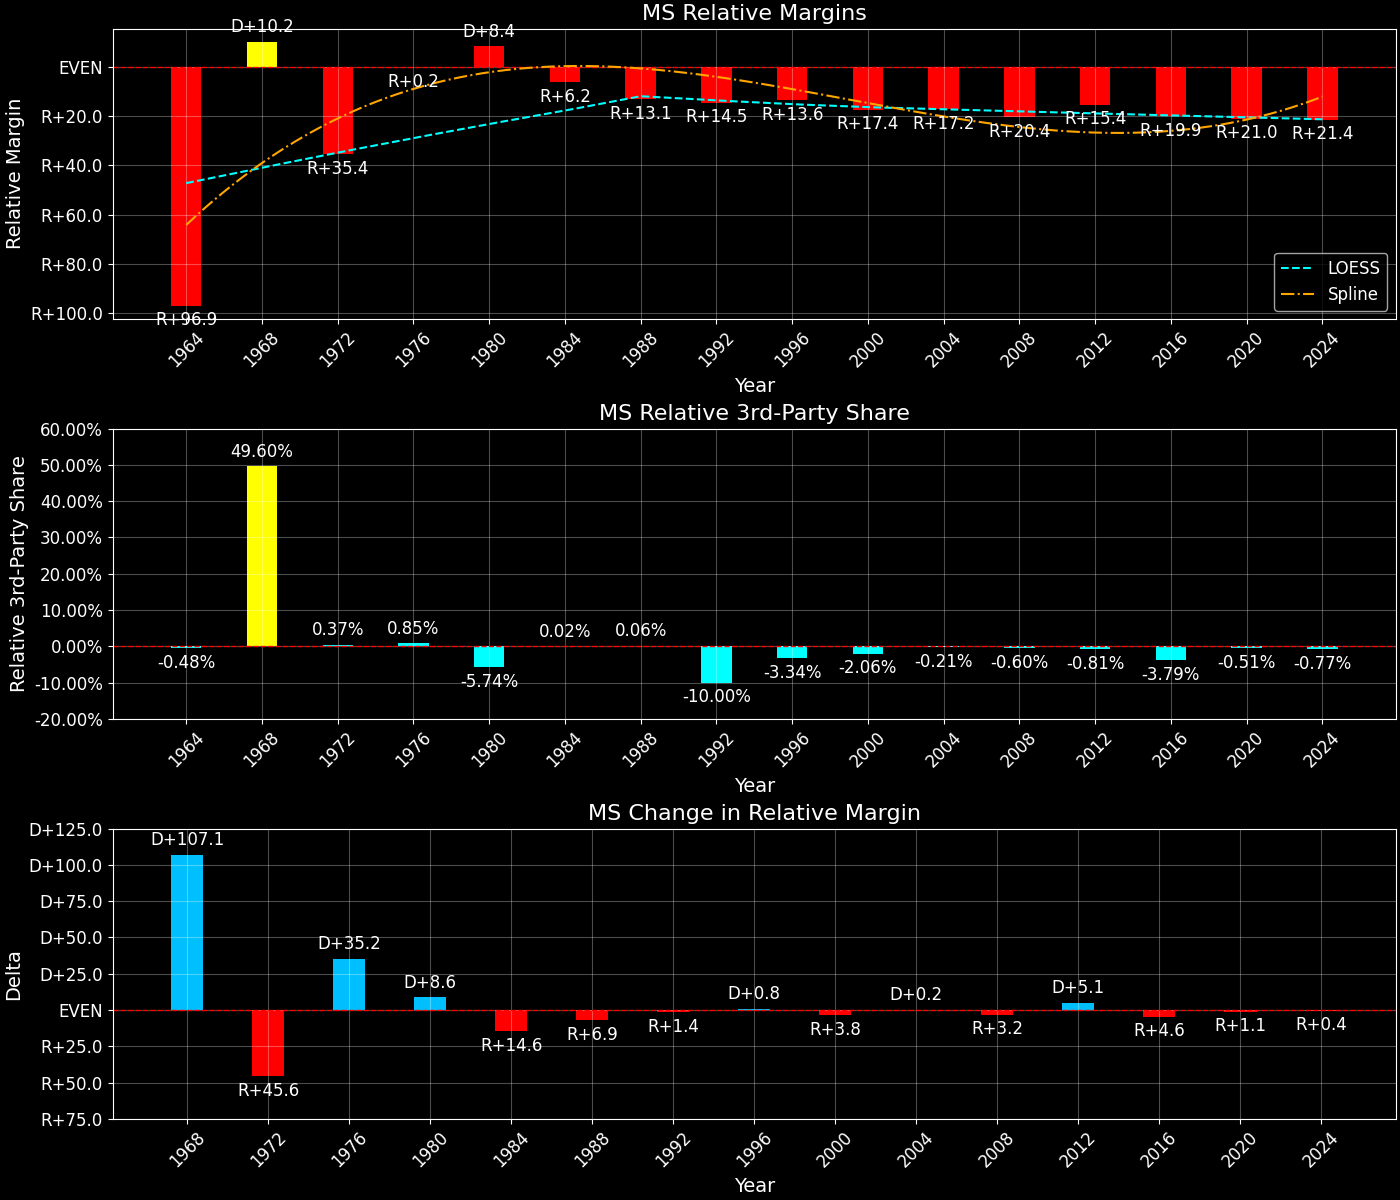 MS Relative Margins
Relative Margin
EVEN
R+20.0
R+40.0
R+60.0
R+80.0
R+100.0
R+96.9
D+10.2
R+35.4
R+0.2
D+8.4
R+6.2
R+13.1
R+14.5
R+13.6
R+17.4
R+17.2
R+20.4
R+15.4
R+19.9
R+21.0
R+21.4
LOESS
Spline
1964
1968
1972
1976
1980
1984
1988
1992
1996
2000
2004
2008
2012
2016
2020
2024
Year
MS Relative 3rd-Party Share
Relative 3rd-Party Share
60.00%
50.00%
40.00%
30.00%
20.00%
10.00%
0.00%
-10.00%
-20.00%
-0.48%
49.60%
0.37%
0.85%
-5.74%
0.02%
0.06%
-10.00%
-3.34%
-2.06%
-0.21%
-0.60%
-0.81%
-3.79%
-0.51%
-0.77%
1964
1968
1972
1976
1980
1984
1988
1992
1996
2000
2004
2008
2012
2016
2020
2024
Year
MS Change in Relative Margin
Delta
D+125.0
D+100.0
D+75.0
D+50.0
D+25.0
EVEN
R+25.0
R+50.0
R+75.0
D+107.1
R+45.6
D+35.2
D+8.6
R+14.6
R+6.9
R+1.4
D+0.8
R+3.8
D+0.2
R+3.2
D+5.1
R+4.6
R+1.1
R+0.4
1968
1972
1976
1980
1984
1988
1992
1996
2000
2004
2008
2012
2016
2020
2024
Year